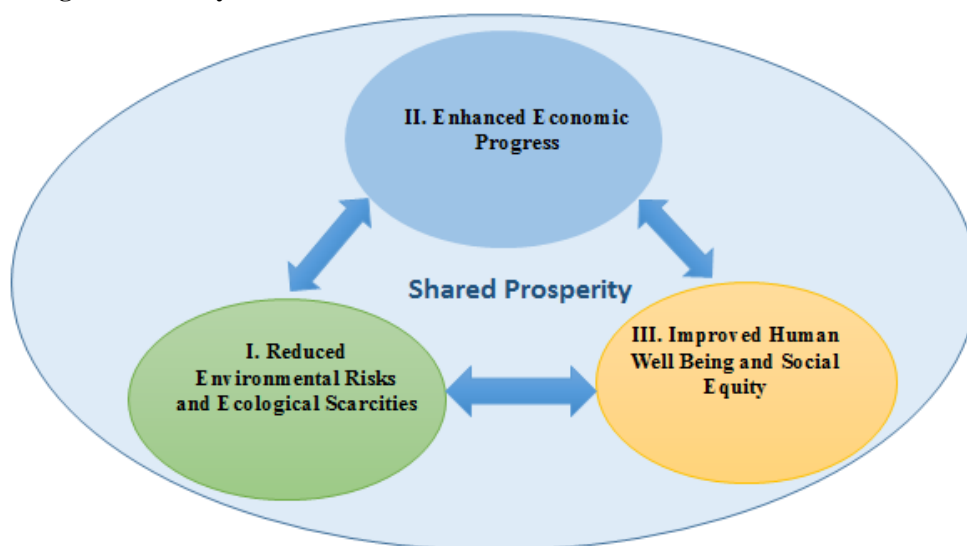 II. Enhanced Economic
Progress
Shared Prosperity
I. Reduced
Environmental Risks
and Ecological Scarcities
III. Improved Human
Well Being and Social
Equity